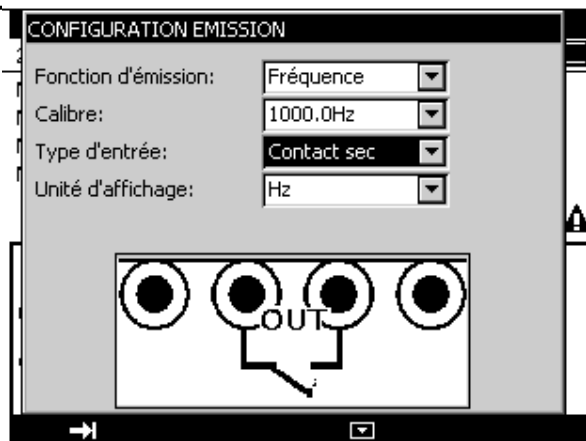 CONFIGURATION EMISSION
Fonction d'émission: Fréquence
Calibre: 1000.0Hz
Type d'entrée: Contact sec
Unité d'affichage: Hz
OUT